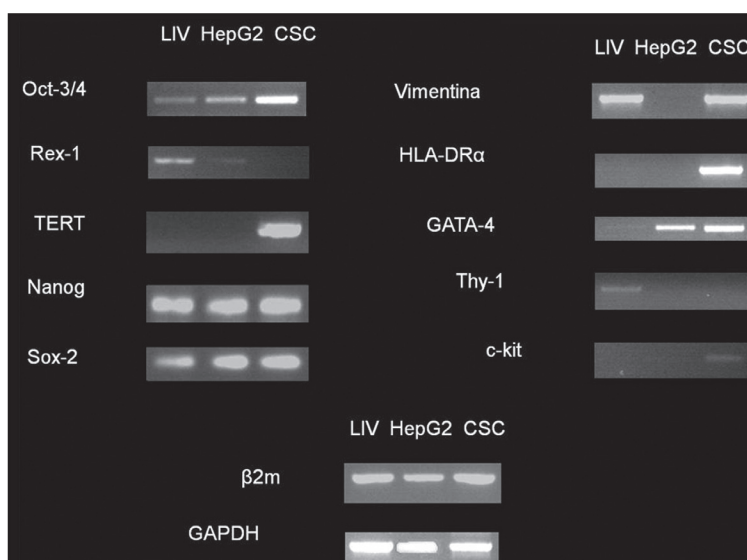 LIV HepG2 CSC
Oct-3/4
Rex-1
TERT
Nanog
Sox-2
LIV HepG2 CSC
Vimentina
HLA-DRα
GATA-4
Thy-1
c-kit
LIV HepG2 CSC
β2m
GAPDH